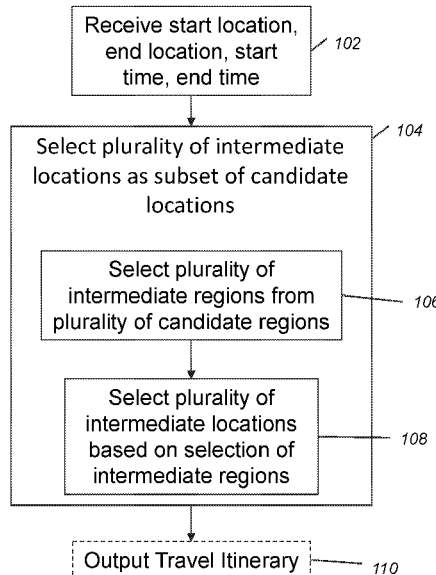 Receive start location,
end location, start
time, end time
102
104
Select plurality of intermediate
locations as subset of candidate
locations
Select plurality of
intermediate regions from
plurality of candidate regions
106
Select plurality of
intermediate locations
based on selection of
intermediate regions
108
Output Travel Itinerary
110